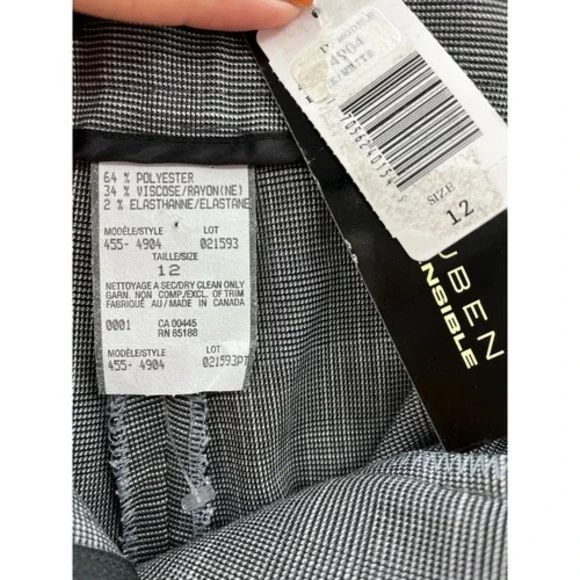 64 % POLYESTER
34 % VISCOSE/RAYON(NE)
2 % ELASTHANNE/ELASTANE
MODÈLE/STYLE LOT
455- 4904 021593
TAILLE/SIZE
12
NETTOYAGE A SEC/DRY CLEAN ONLY
GARN. NON COMP./EXCL. OF TRIM
FABRIQUÉ AU/MADE IN CANADA
0001 CA 00445
RN 85188
MODÈLE/STYLE LOT
455- 4904 021593PT
4904
SIZE
12
UBEN
ENSIBLE